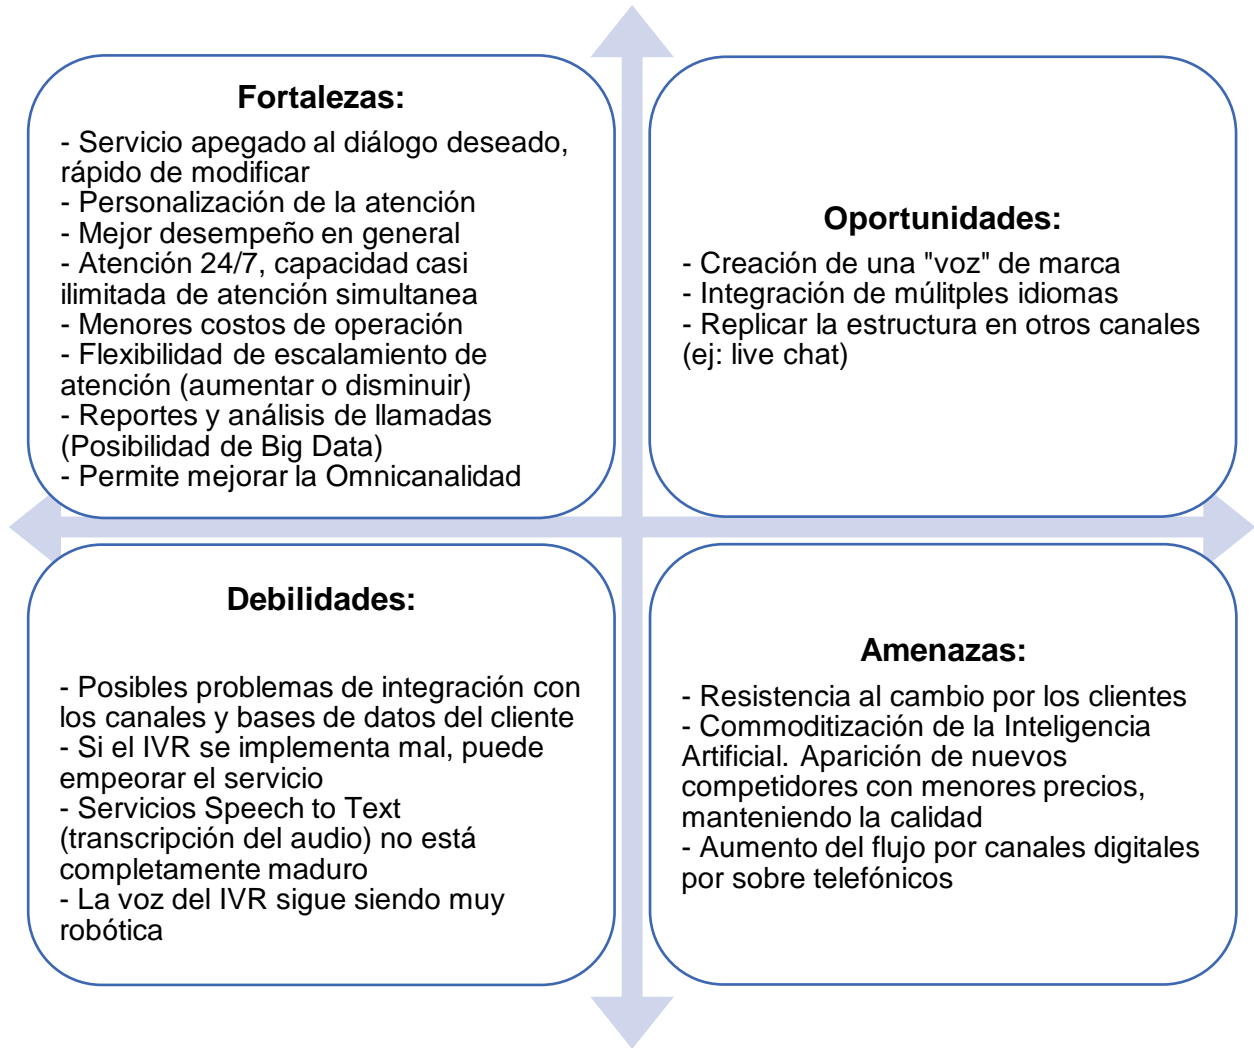 Fortalezas:
- Servicio apegado al diálogo deseado,
rápido de modificar
- Personalización de la atención
- Mejor desempeño en general
- Atención 24/7, capacidad casi
ilimitada de atención simultanea
- Menores costos de operación
- Flexibilidad de escalamiento de
atención (aumentar o disminuir)
- Reportes y análisis de llamadas
(Posibilidad de Big Data)
- Permite mejorar la Omnicanalidad
Oportunidades:
- Creación de una "voz" de marca
- Integración de múlitples idiomas
- Replicar la estructura en otros canales
(ej: live chat)
Debilidades:
- Posibles problemas de integración con
los canales y bases de datos del cliente
- Si el IVR se implementa mal, puede
empeorar el servicio
- Servicios Speech to Text
(transcripción del audio) no está
completamente maduro
- La voz del IVR sigue siendo muy
robótica
Amenazas:
- Resistencia al cambio por los clientes
- Commoditización de la Inteligencia
Artificial. Aparición de nuevos
competidores con menores precios,
manteniendo la calidad
- Aumento del flujo por canales digitales
por sobre telefónicos